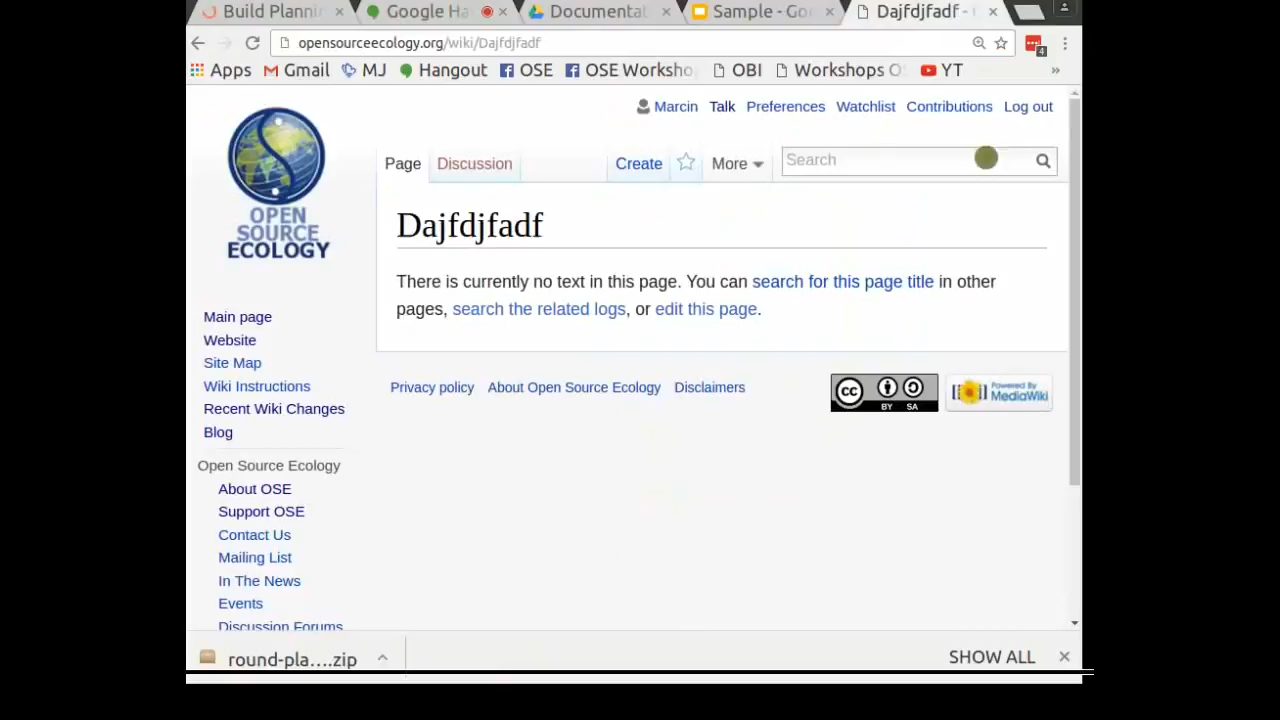 Build Plannin
Google Ha
Documentat
Sample - Goo
Dajfdjfadf -
opensourceecology.org/wiki/Dajfdjfadf
4
Apps Gmail MJ Hangout OSE OSE Worksho OBI Workshops O YT »
Marcin Talk Preferences Watchlist Contributions Log out
Page Discussion Create More Search
OPEN
SOURCE
ECOLOGY
Dajfdjfadf
There is currently no text in this page. You can search for this page title in other
pages, search the related logs, or edit this page.
Main page
Website
Site Map
Wiki Instructions
Recent Wiki Changes
Blog
Open Source Ecology
About OSE
Support OSE
Contact Us
Mailing List
In The News
Events
Discussion Forums
Privacy policy About Open Source Ecology Disclaimers
cc BY SA
Powered By
MediaWiki
round-pla....zip
SHOW ALL